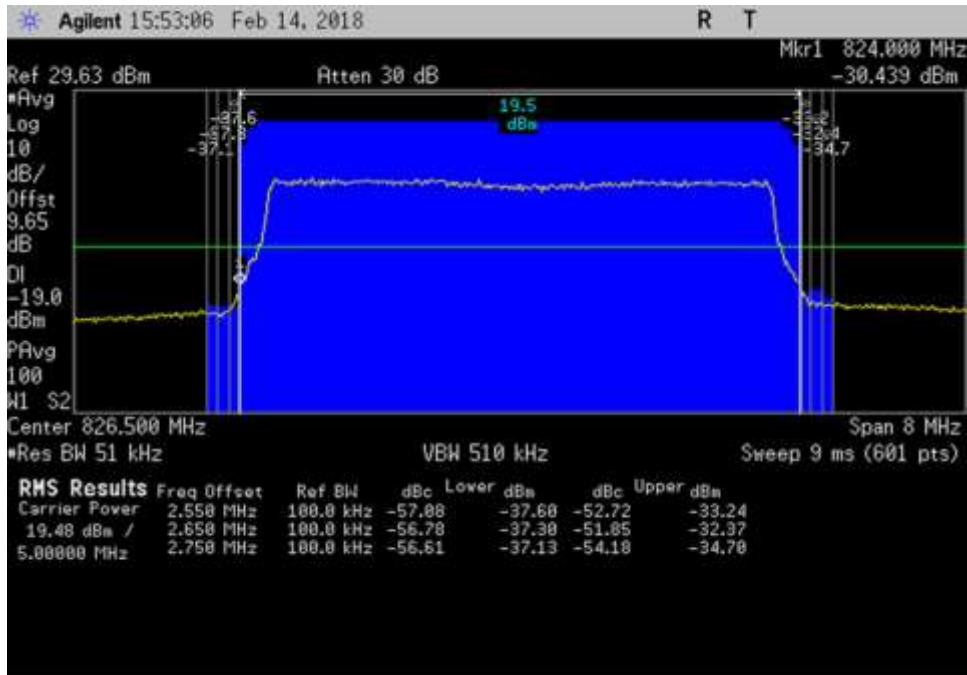 Agilent 15:53:06 Feb 14, 2018 R T
Mkr1 824.000 MHz
Ref 29.63 dBm Atten 30 dB -30.439 dBm
*Avg
Log
10
dB/
Offst
9.65
dB
DI
-19.0
dBm
PAvg
100
W1 S2
19.5
dBm
-37.1
-34.7
Center 826.500 MHz Span 8 MHz
*Res BW 51 kHz VBW 510 kHz Sweep 9 ms (601 pts)
RMS Results Freq Offset Ref BW dBc Lower dBm dBc Upper dBm
Carrier Power 2.550 MHz 100.0 kHz -57.08 -37.60 -52.72 -33.24
19.48 dBm / 2.650 MHz 100.0 kHz -56.78 -37.30 -51.85 -32.37
5.00000 MHz 2.750 MHz 100.0 kHz -56.61 -37.13 -54.18 -34.70